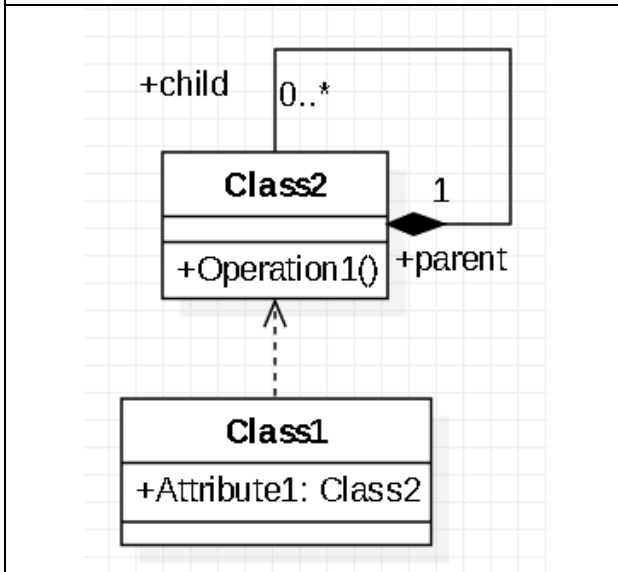 +child
0..*
Class2
1
+Operation1()
+parent
Class1
+Attribute1: Class2